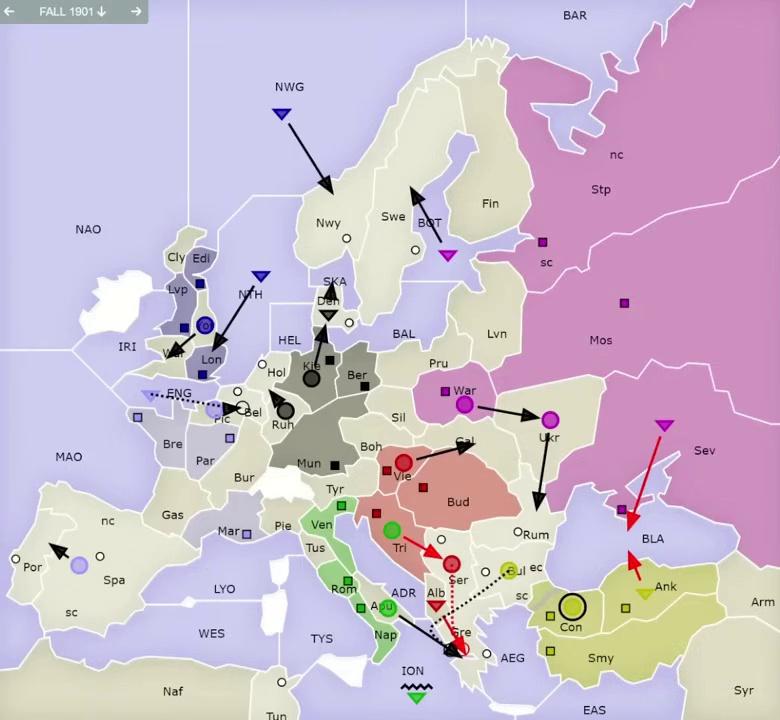 FALL 1901
BAR
NWG
nc
Stp
Fin
Nwy
Swe
BOT
NAO
Cly
Edi
sc
SKA
Den
NTH
Lvp
Mos
IRI
HEL
BAL
Lvn
Wal
Lon
Hol
Kie
Ber
Pru
War
ENG
Bel
Pic
Ruh
Sil
Ukr
Sev
MAO
Bre
Par
Mun
Boh
Gal
Vie
Bur
Tyr
Bud
nc
Gas
Mar
Pie
Ven
Tri
Rum
BLA
Por
Spa
Tus
Ser
Bul
ec
sc
Ank
LYO
Rom
ADR
Alb
Arm
sc
Apu
Con
WES
Nap
Gre
TYS
AEG
Smy
ION
Syr
Naf
Tun
EAS